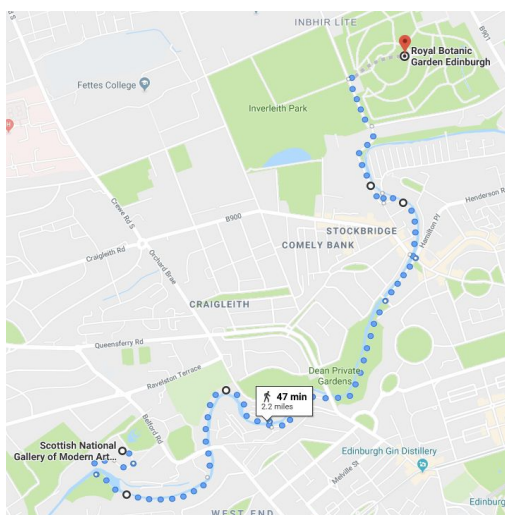 INBHIR LITE
B901
Royal Botanic
Garden Edinburgh
Fettes College
Inverleith Park
H
Crewe Rd S
Henderson R
B900
STOCKBRIDGE
Hamilton Pl
COMELY BANK
Craigleith Rd
Orchard Brae
CRAIGLEITH
Queensferry Rd
Ravelston Terrace
Dean Private
Gardens
47 min
2.2 miles
Belford Rd
Scottish National
Gallery of Modern Art...
Edinburgh Gin Distillery
Melville St
WEST END